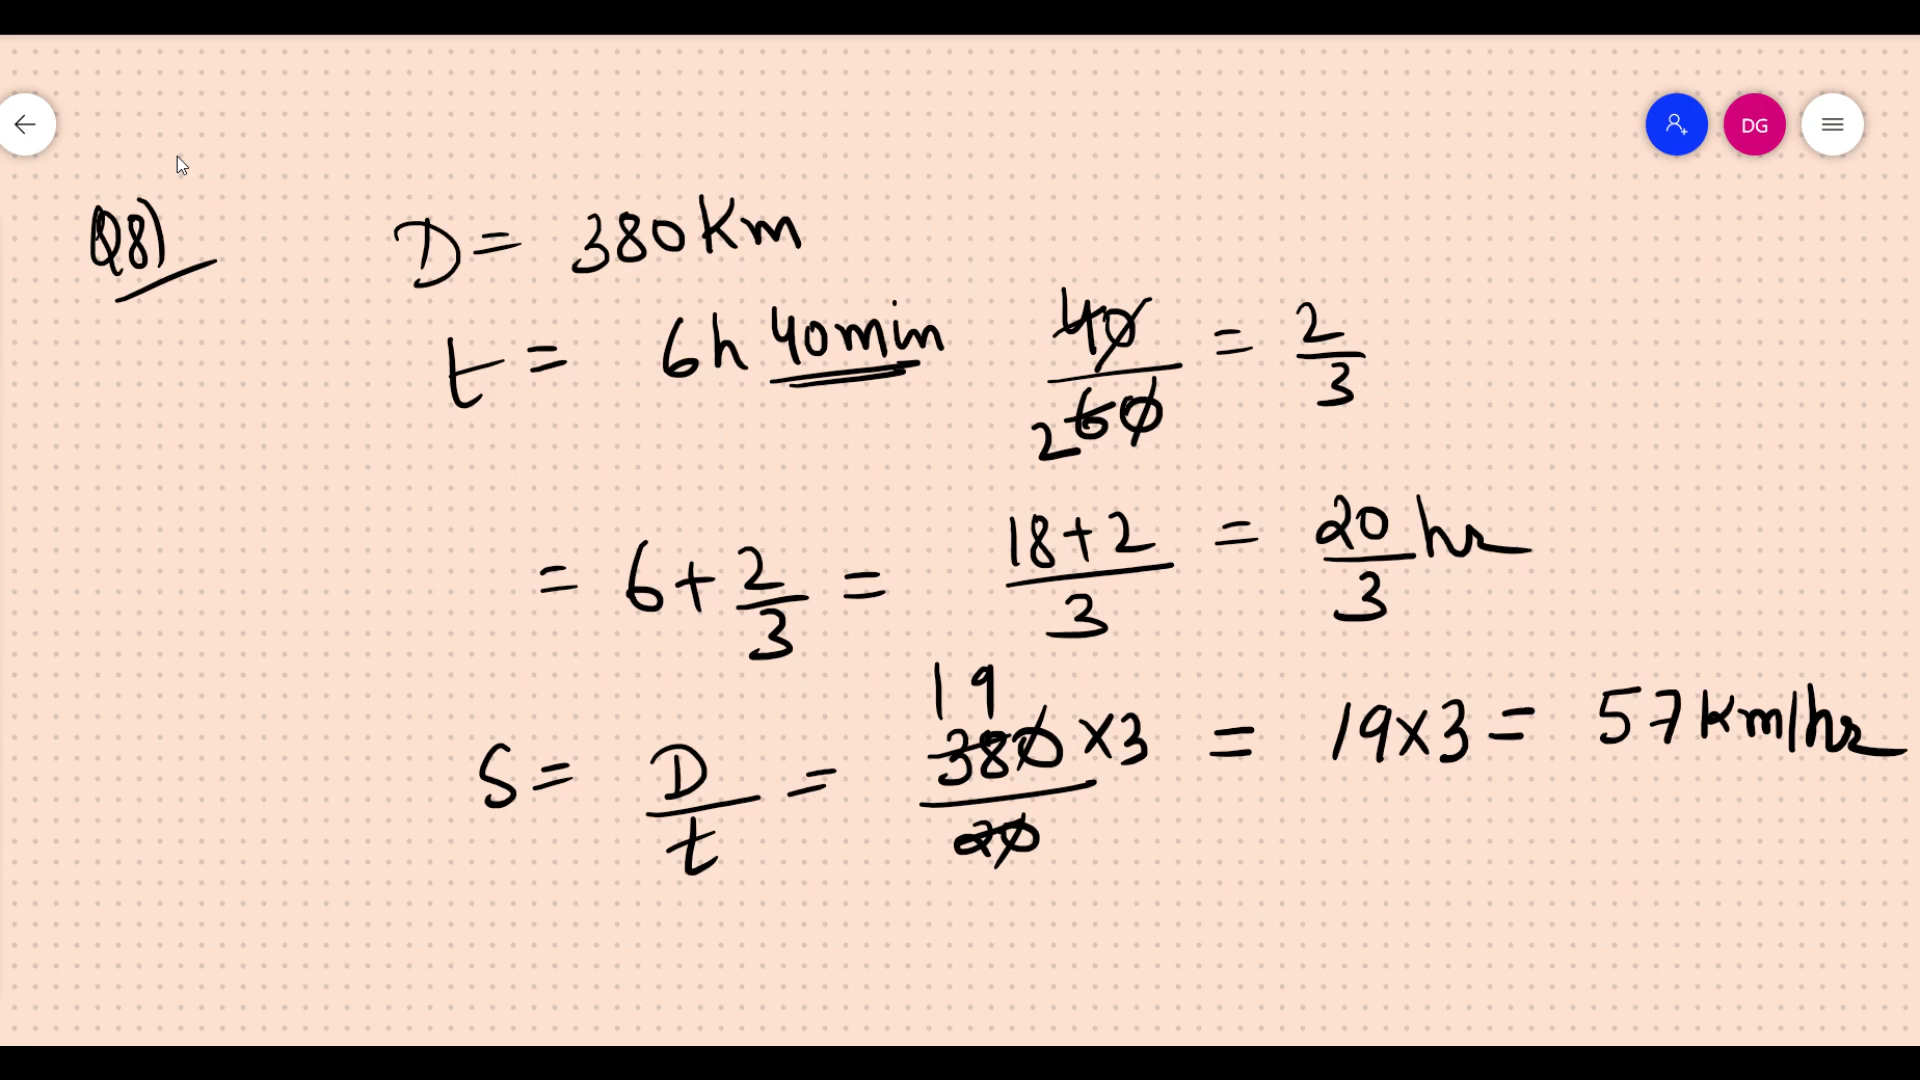 DG
Q8) D = 380 Km
t = 6h 40min 40/60 = 2/3
2
= 6 + 2/3 = 18+2/3 = 20/3 hr
19
S = D/t = 380×3/20 = 19×3 = 57 km/hr